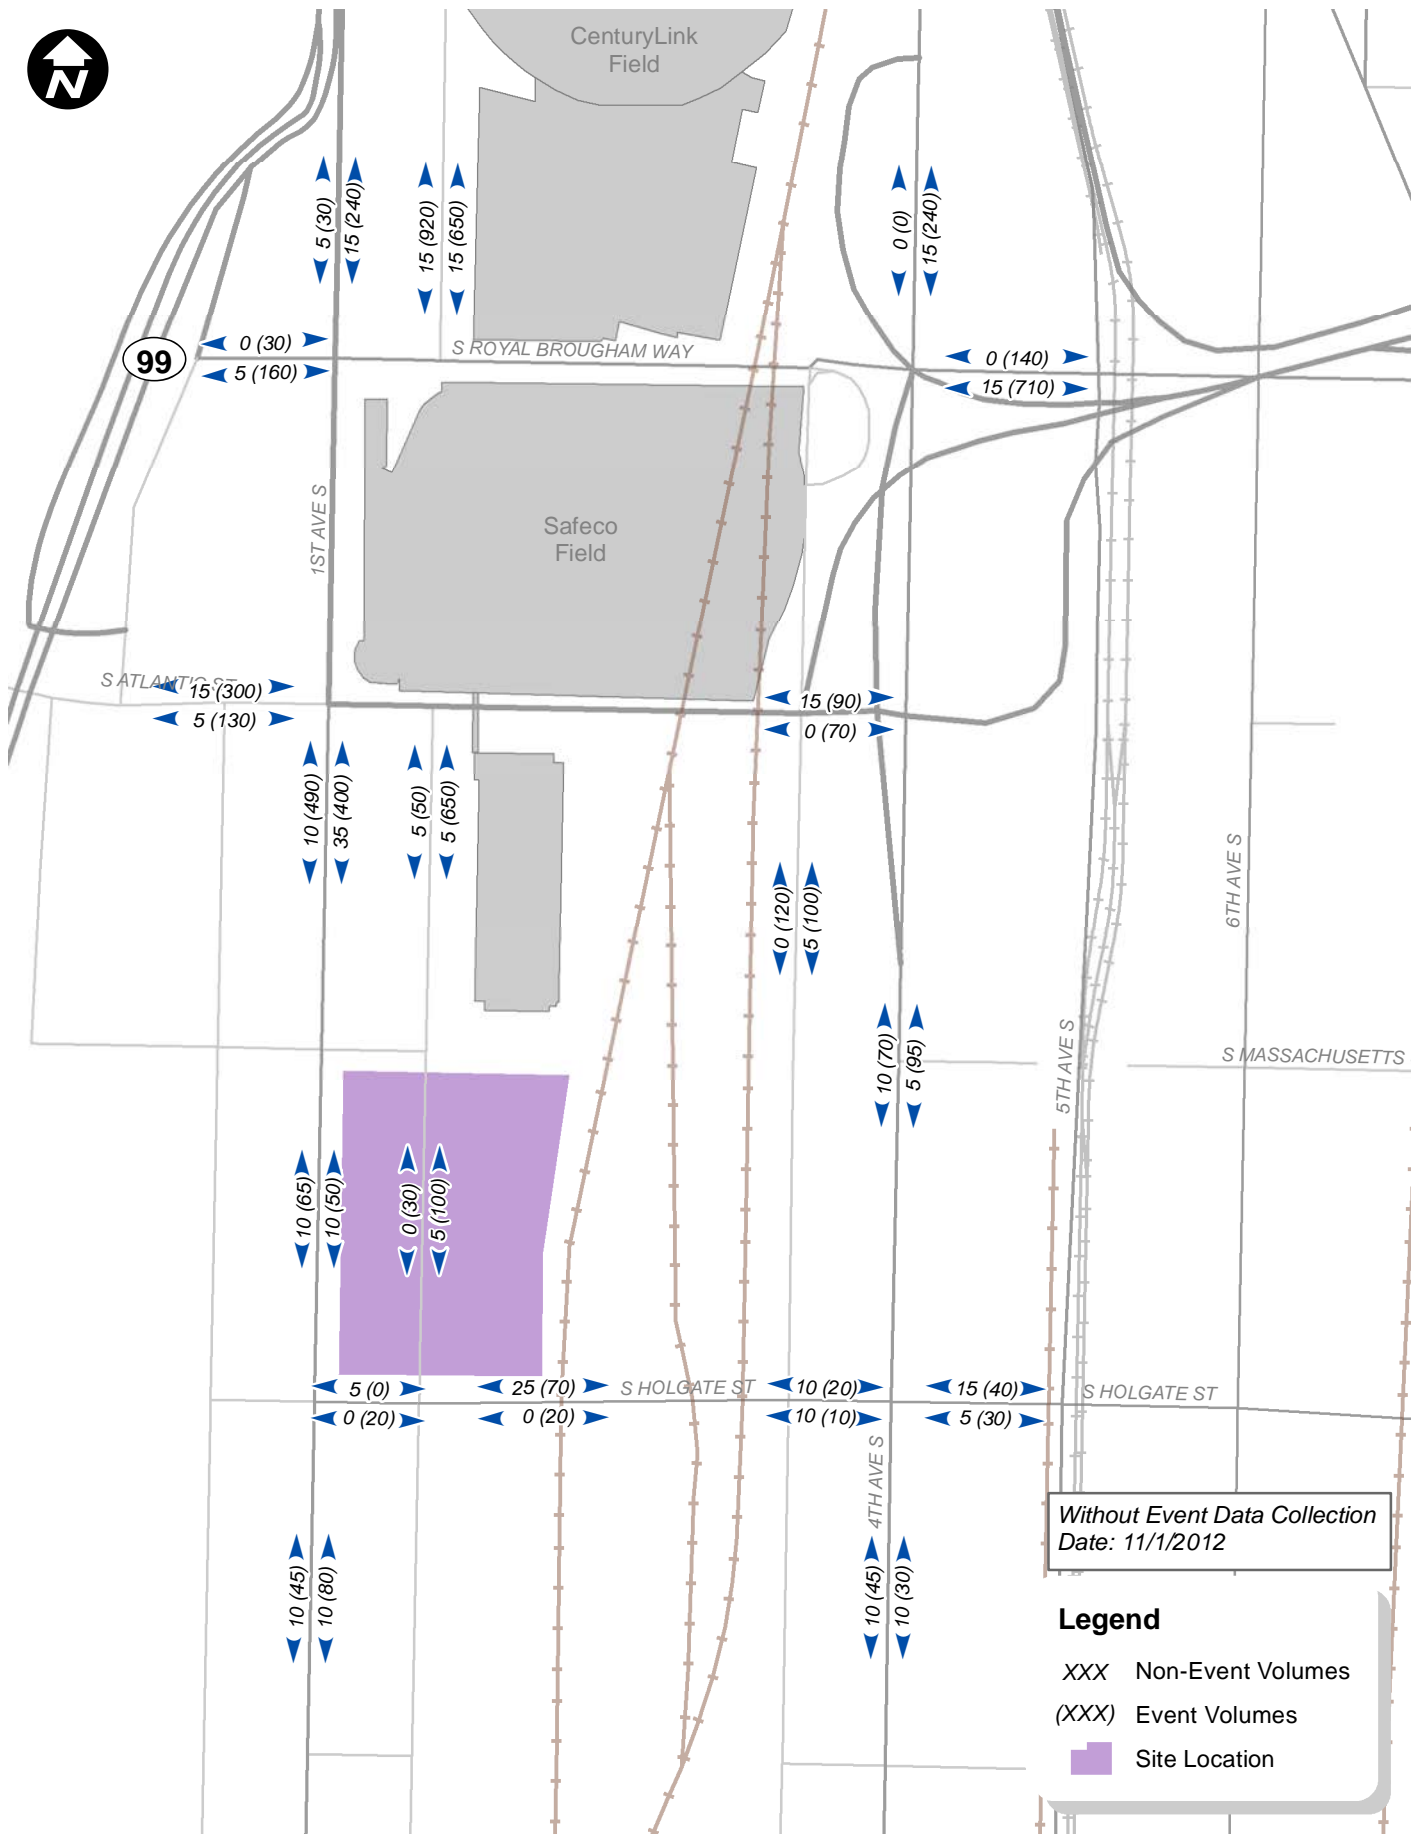 CenturyLink
Field
N
5 (30)
15 (240)
15 (920)
15 (650)
0 (0)
15 (240)
0 (30)
S ROYAL BROUGHAM WAY
0 (140)
99
5 (160)
15 (710)
1ST AVE S
Safeco
Field
S ATLANTIC ST
15 (300)
5 (130)
15 (90)
0 (70)
10 (490)
35 (400)
5 (50)
5 (650)
0 (120)
5 (100)
6TH AVE S
10 (70)
5 (95)
5TH AVE S
S MASSACHUSETTS
10 (65)
10 (50)
0 (30)
5 (100)
5 (0)
25 (70)
S HOLGATE ST
10 (20)
15 (40)
S HOLGATE ST
0 (20)
0 (20)
10 (10)
5 (30)
4TH AVE S
Without Event Data Collection
Date: 11/1/2012
10 (45)
10 (80)
10 (45)
10 (30)
Legend
XXX Non-Event Volumes
(XXX) Event Volumes
Site Location